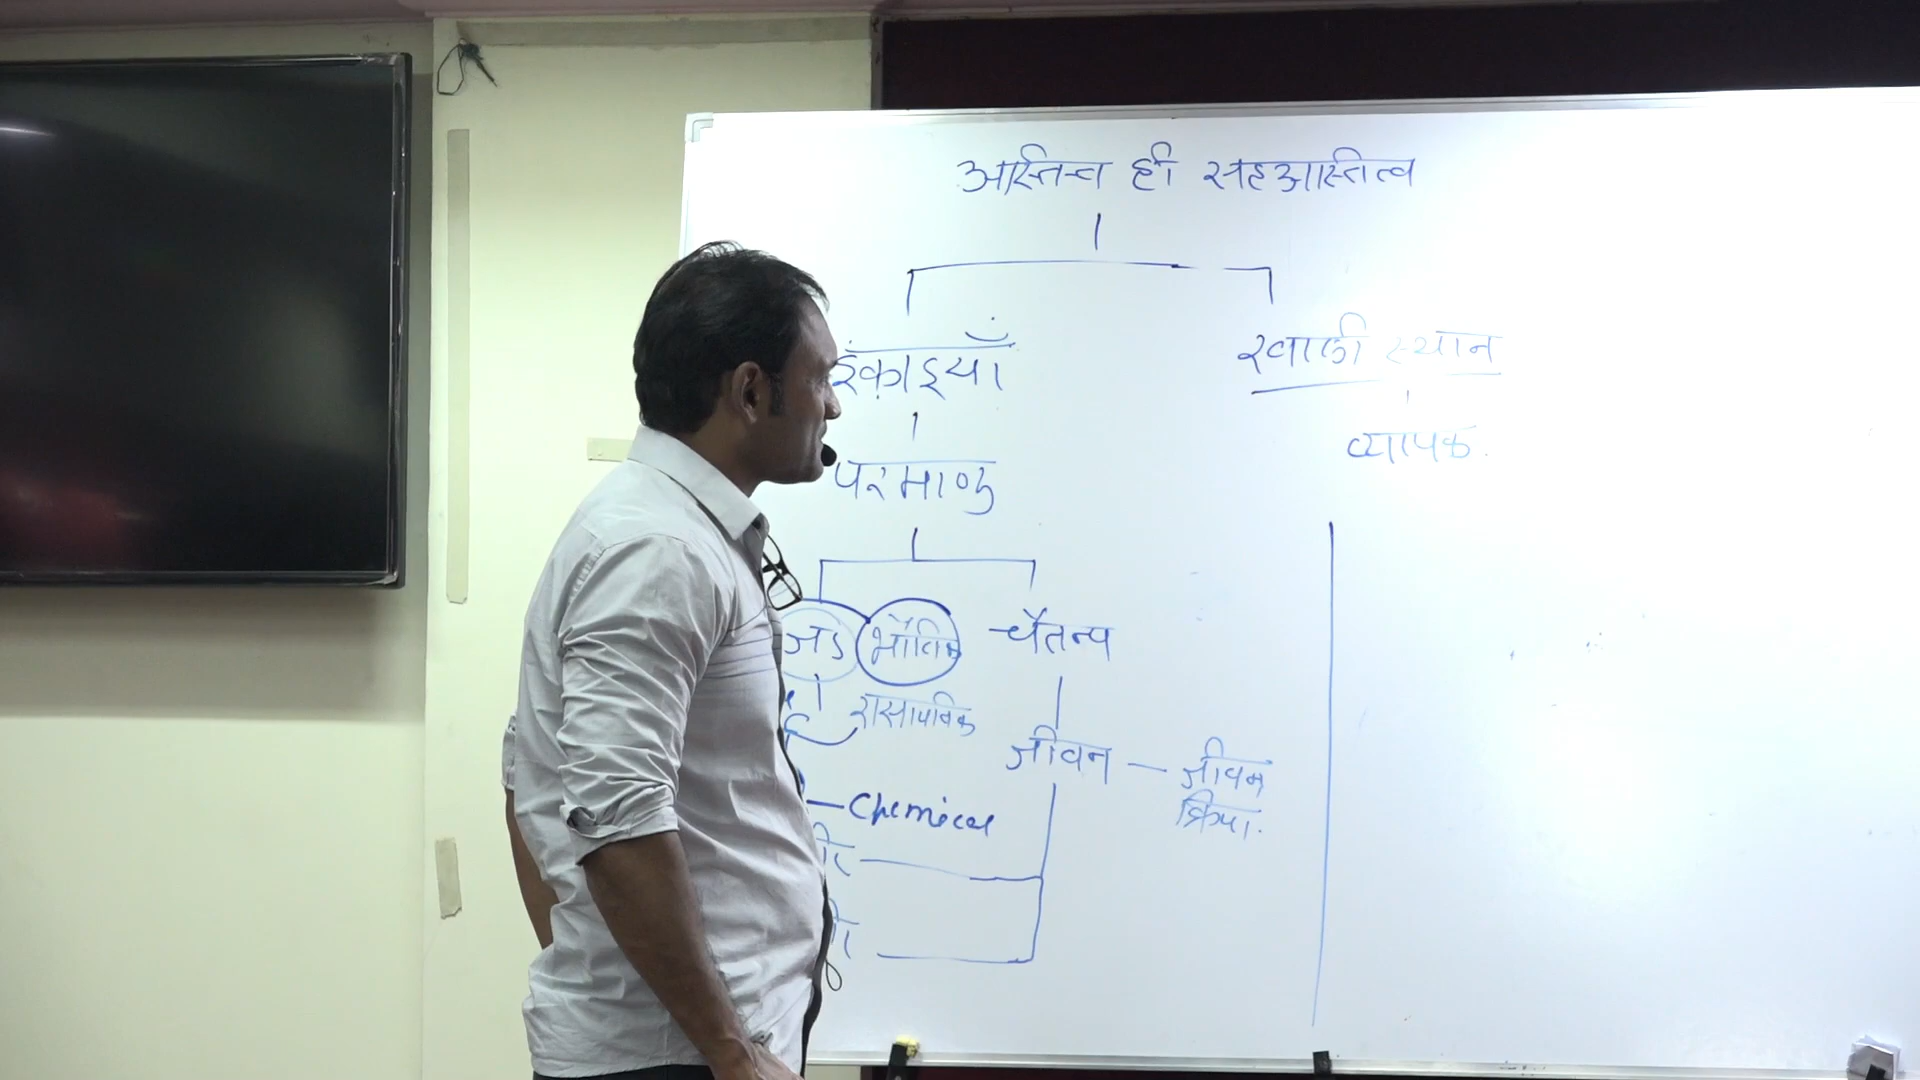 अस्तित्व ही सहअस्तित्व
इकाइयाँ
खाली स्थान
व्यापक
परमाणु
जड भौतिक चैतन्य
रासायनिक
जीवन — जीवन क्रिया.
— Chemical